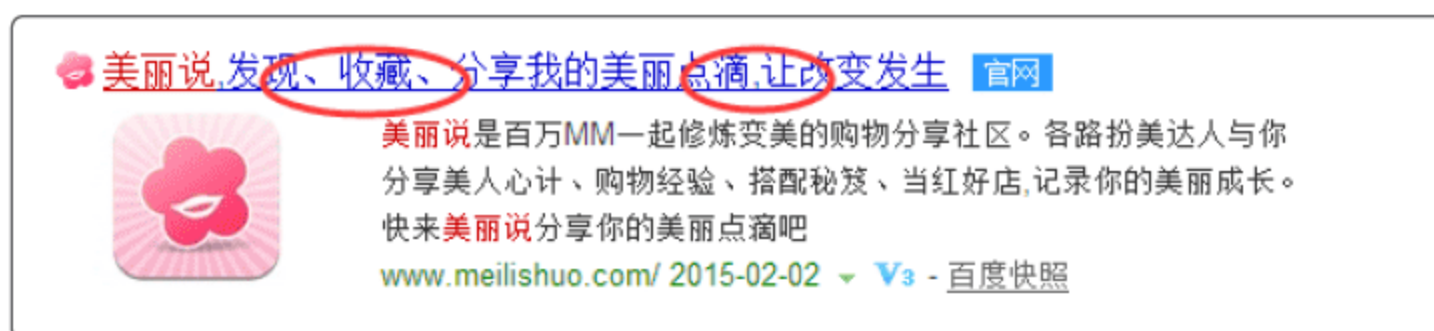 美丽说,发现、收藏、分享我的美丽点滴,让改变发生 官网
美丽说是百万MM一起修炼变美的购物分享社区。各路扮美达人与你
分享美人心计、购物经验、搭配秘笈、当红好店,记录你的美丽成长。
快来美丽说分享你的美丽点滴吧
www.meilishuo.com/ 2015-02-02 V3 - 百度快照